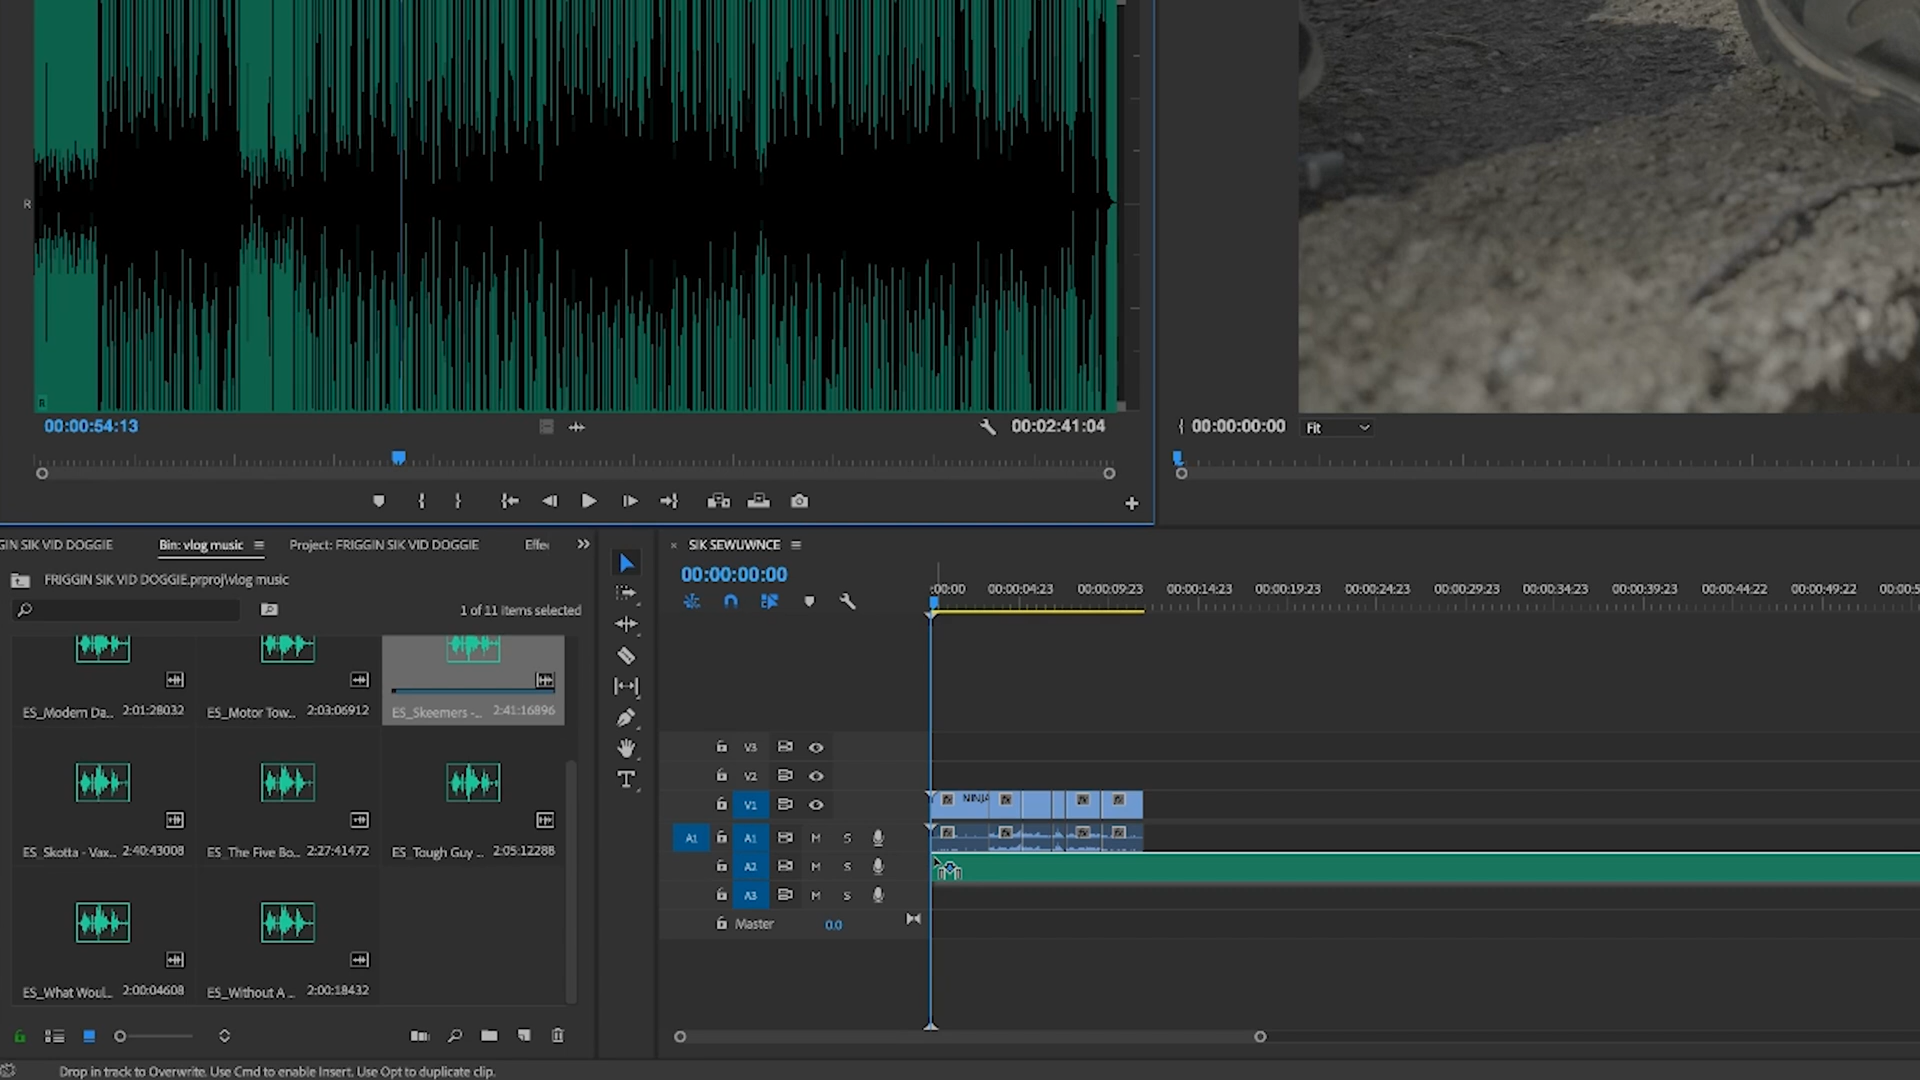 R
R
00:00:54:13
00:02:41:04
00:00:00:00
Fit
GIN SIK VID DOGGIE
Bin: vlog music
Project: FRIGGIN SIK VID DOGGIE
Effec
FRIGGIN SIK VID DOGGIE.prproj\vlog music
1 of 11 items selected
ES_Modern Da... 2:01:28032
ES_Motor Tow... 2:03:06912
ES_Skeemers -... 2:41:16896
ES_Skotta - Vax... 2:40:43008
ES_The Five Bo... 2:27:41472
ES_Tough Guy ... 2:05:12288
ES_What Woul... 2:00:04608
ES_Without A ... 2:00:18432
SIK SEWUWNCE
00:00:00:00
:00:00 00:00:04:23 00:00:09:23 00:00:14:23 00:00:19:23 00:00:24:23 00:00:29:23 00:00:34:23 00:00:39:23 00:00:44:22 00:00:49:22 00:00:5
V3
V2
V1
NINJA
A1 A1 M S
A2 M S
A3 M S
Master 0.0
Drop in track to Overwrite. Use Cmd to enable Insert. Use Opt to duplicate clip.